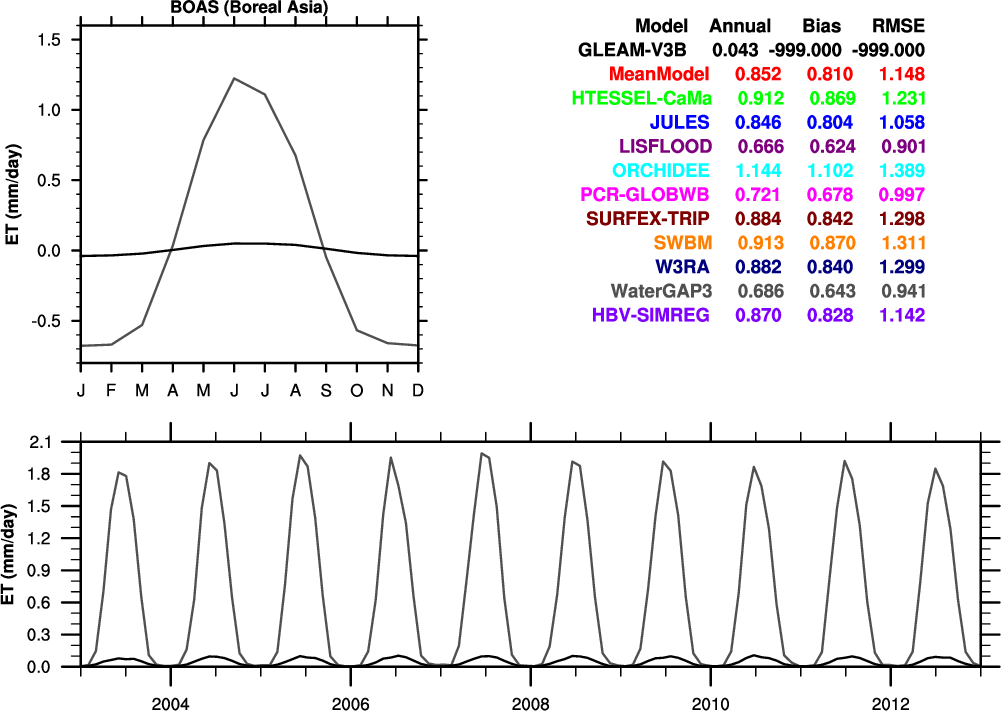 BOAS (Boreal Asia)
1.5
1.0
0.5
0.0
-0.5
ET (mm/day)
J F M A M J J A S O N D
Model Annual Bias RMSE
GLEAM-V3B 0.043 -999.000 -999.000
MeanModel 0.852 0.810 1.148
HTESSEL-CaMa 0.912 0.869 1.231
JULES 0.846 0.804 1.058
LISFLOOD 0.666 0.624 0.901
ORCHIDEE 1.144 1.102 1.389
PCR-GLOBWB 0.721 0.678 0.997
SURFEX-TRIP 0.884 0.842 1.298
SWBM 0.913 0.870 1.311
W3RA 0.882 0.840 1.299
WaterGAP3 0.686 0.643 0.941
HBV-SIMREG 0.870 0.828 1.142
2.1
1.8
1.5
1.2
0.9
0.6
0.3
0.0
ET (mm/day)
2004 2006 2008 2010 2012